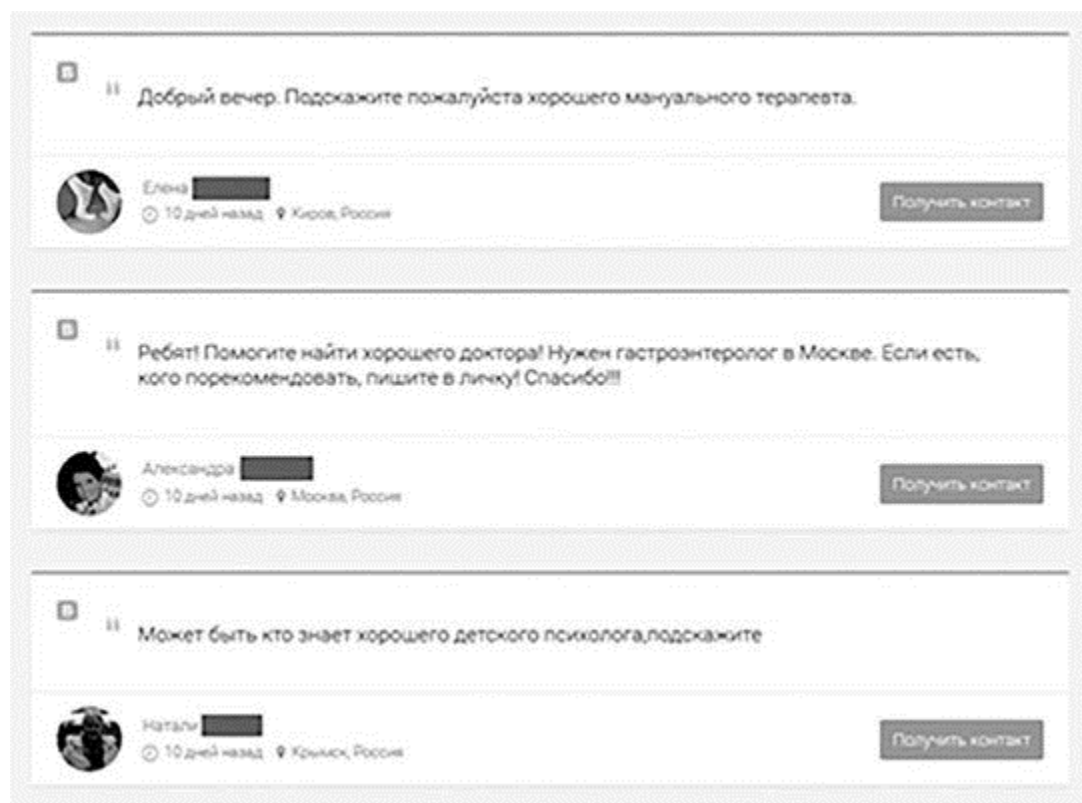 Добрый вечер. Подскажите пожалуйста хорошего мануального терапевта.
Елена
10 дней назад Киров, Россия
Получить контакт
Ребят! Помогите найти хорошего доктора! Нужен гастроэнтеролог в Москве. Если есть,
кого порекомендовать, пишите в личку! Спасибо!!!
Александра
10 дней назад Москва, Россия
Получить контакт
Может быть кто знает хорошего детского психолога,подскажите
Натали
10 дней назад Крымск, Россия
Получить контакт